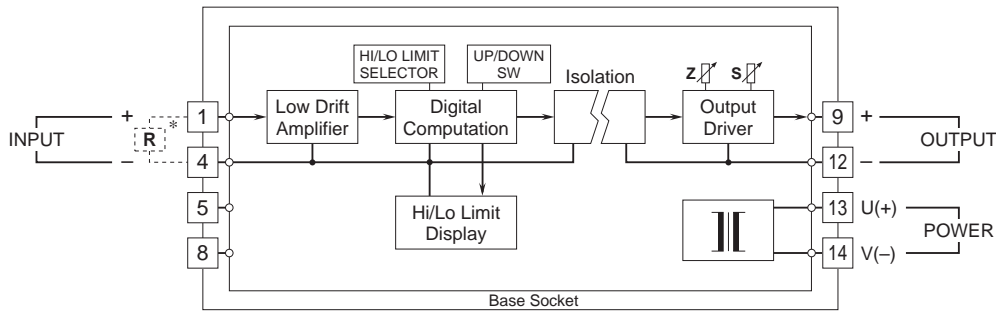 HI/LO LIMIT
SELECTOR
UP/DOWN
SW
Isolation
Z
S
INPUT
+
–
R
*
1
4
5
8
Low Drift
Amplifier
Digital
Computation
Output
Driver
Hi/Lo Limit
Display
9
12
13
14
+
–
OUTPUT
U(+)
V(–)
POWER
Base Socket